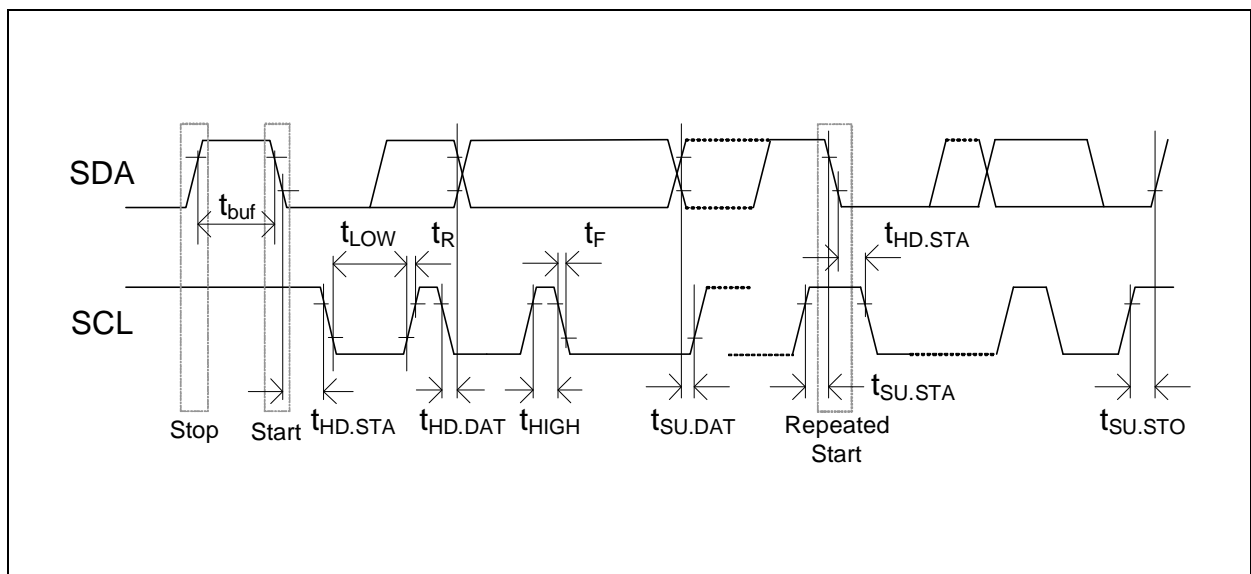 SDA
t_buf
t_LOW
t_R
t_F
t_HD.STA
SCL
t_HD.STA
t_HD.DAT
t_HIGH
t_SU.DAT
t_SU.STA
t_SU.STO
Stop
Start
Repeated
Start